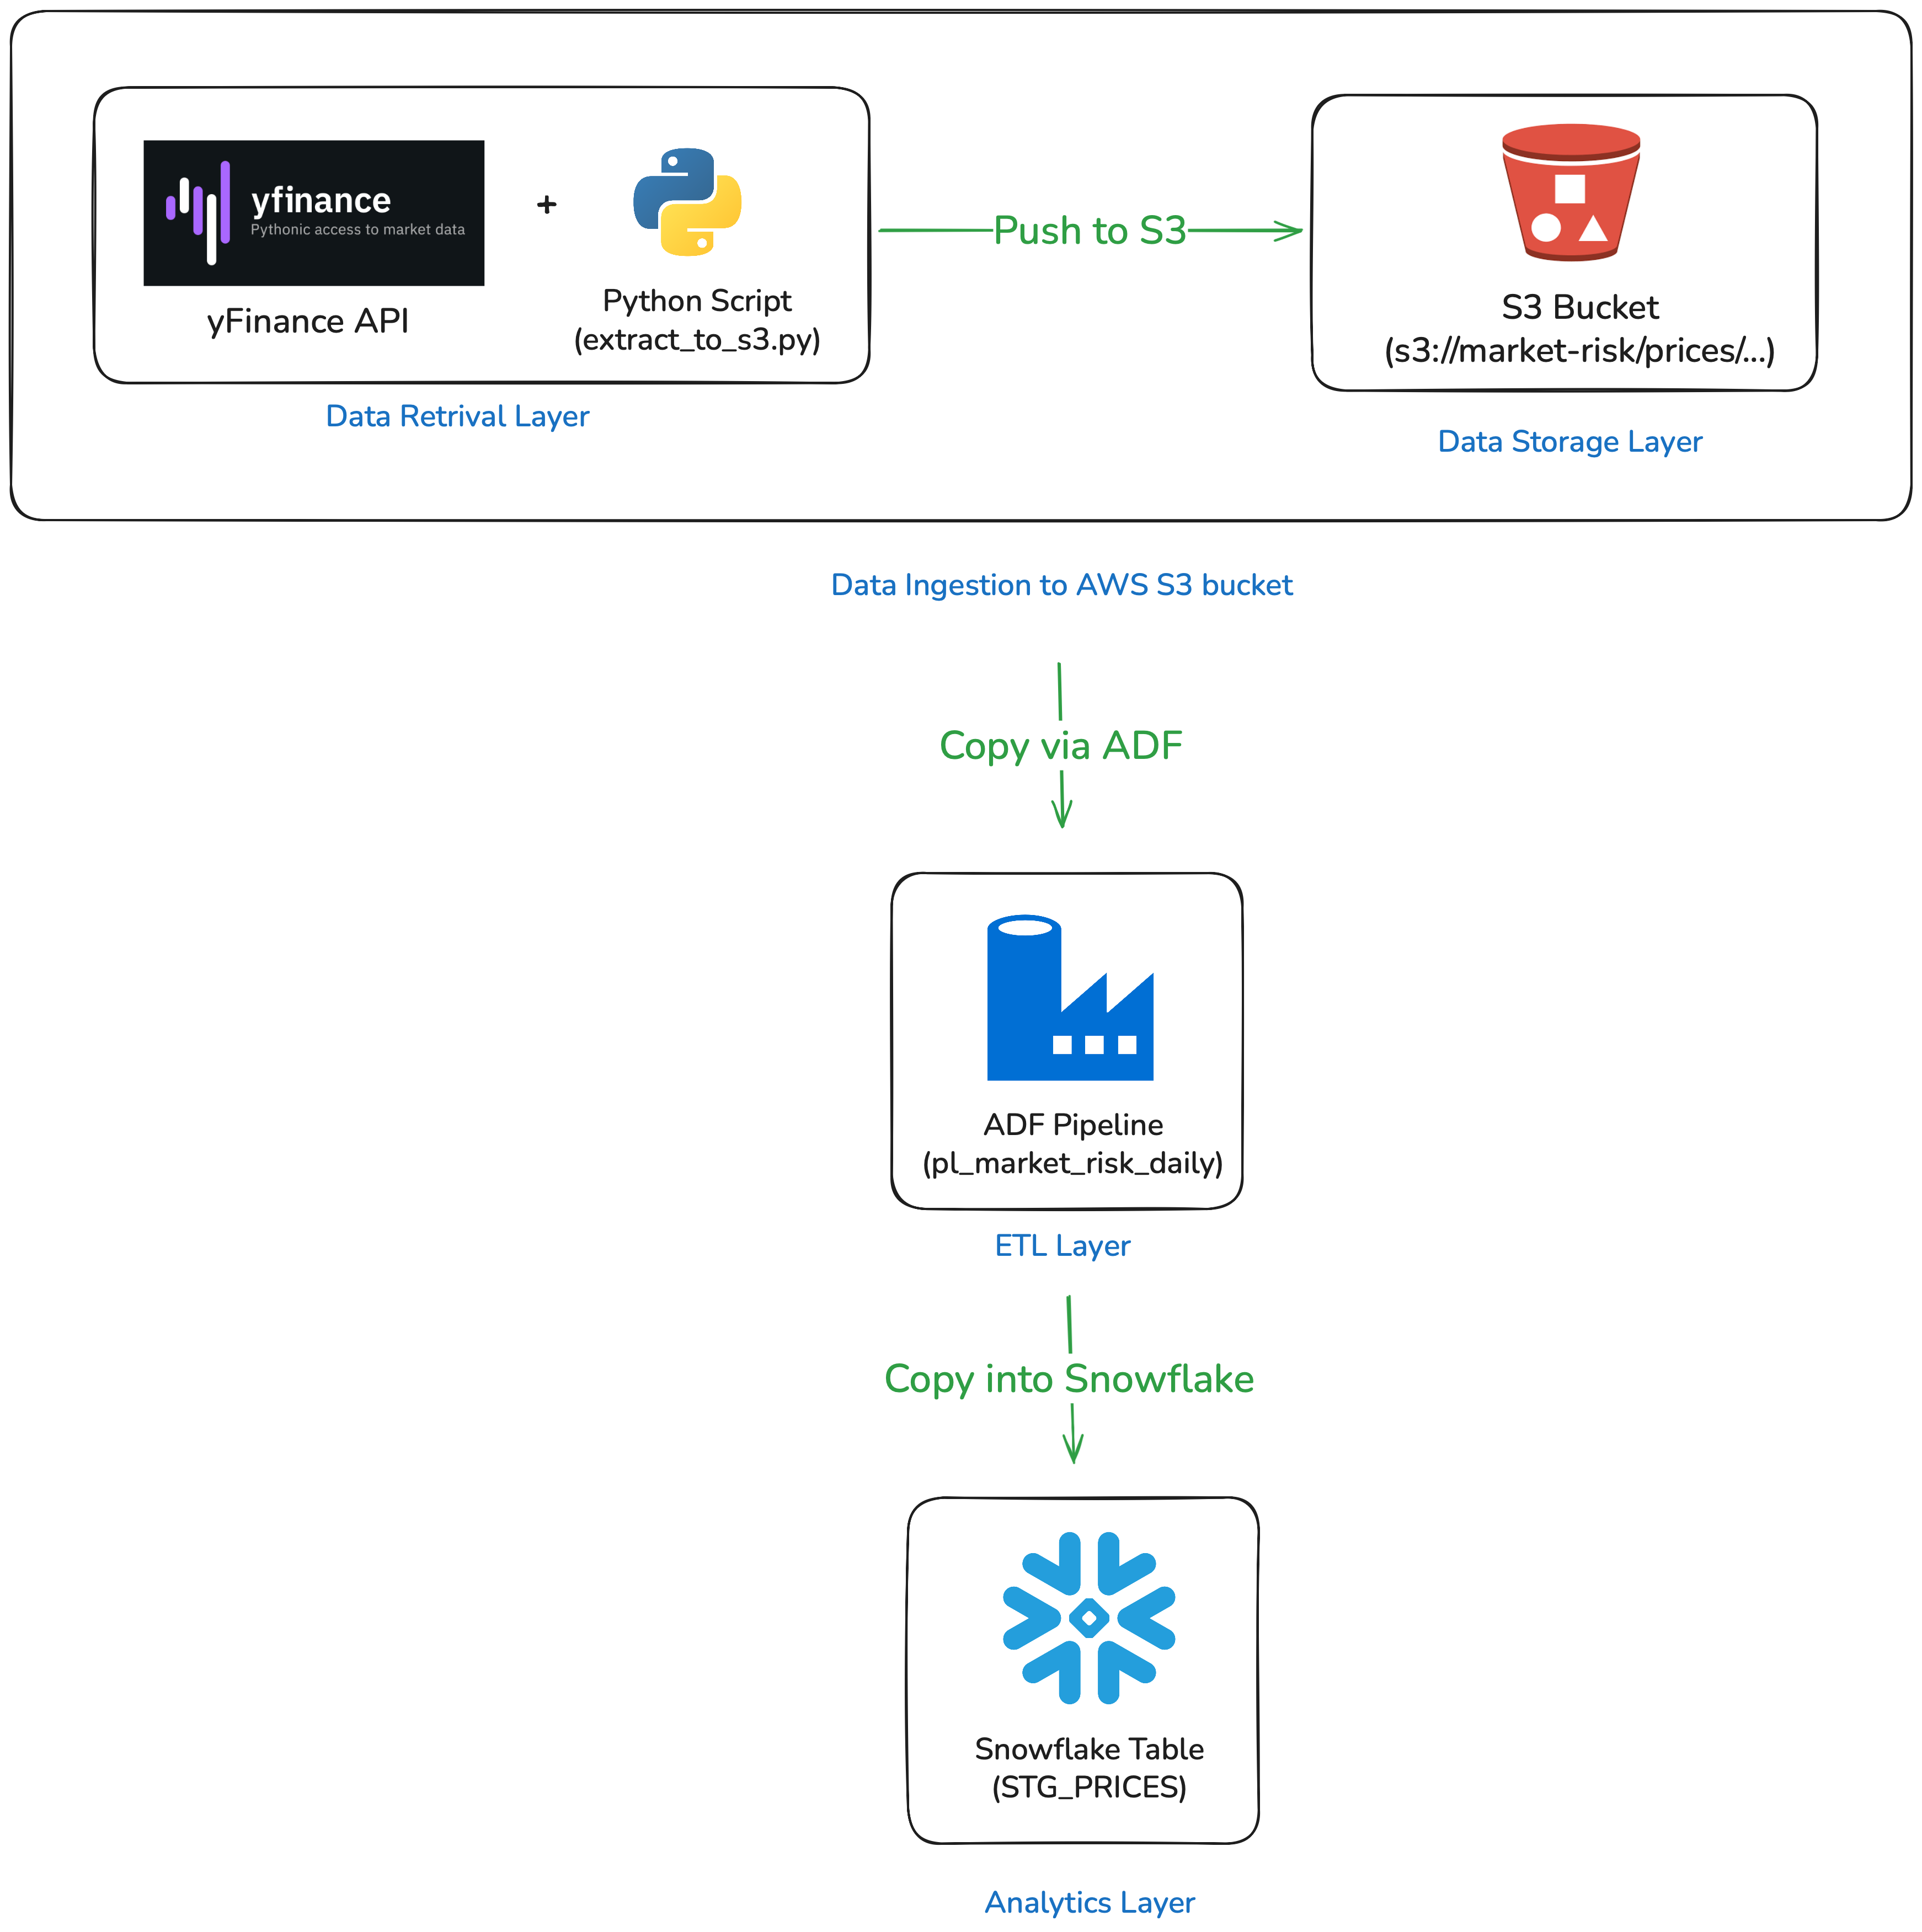 yfinance
Pythonic access to market data
yFinance API
+
Python Script
(extract_to_s3.py)
Data Retrival Layer
Push to S3
S3 Bucket
(s3://market-risk/prices/...)
Data Storage Layer
Data Ingestion to AWS S3 bucket
Copy via ADF
ADF Pipeline
(pl_market_risk_daily)
ETL Layer
Copy into Snowflake
Snowflake Table
(STG_PRICES)
Analytics Layer